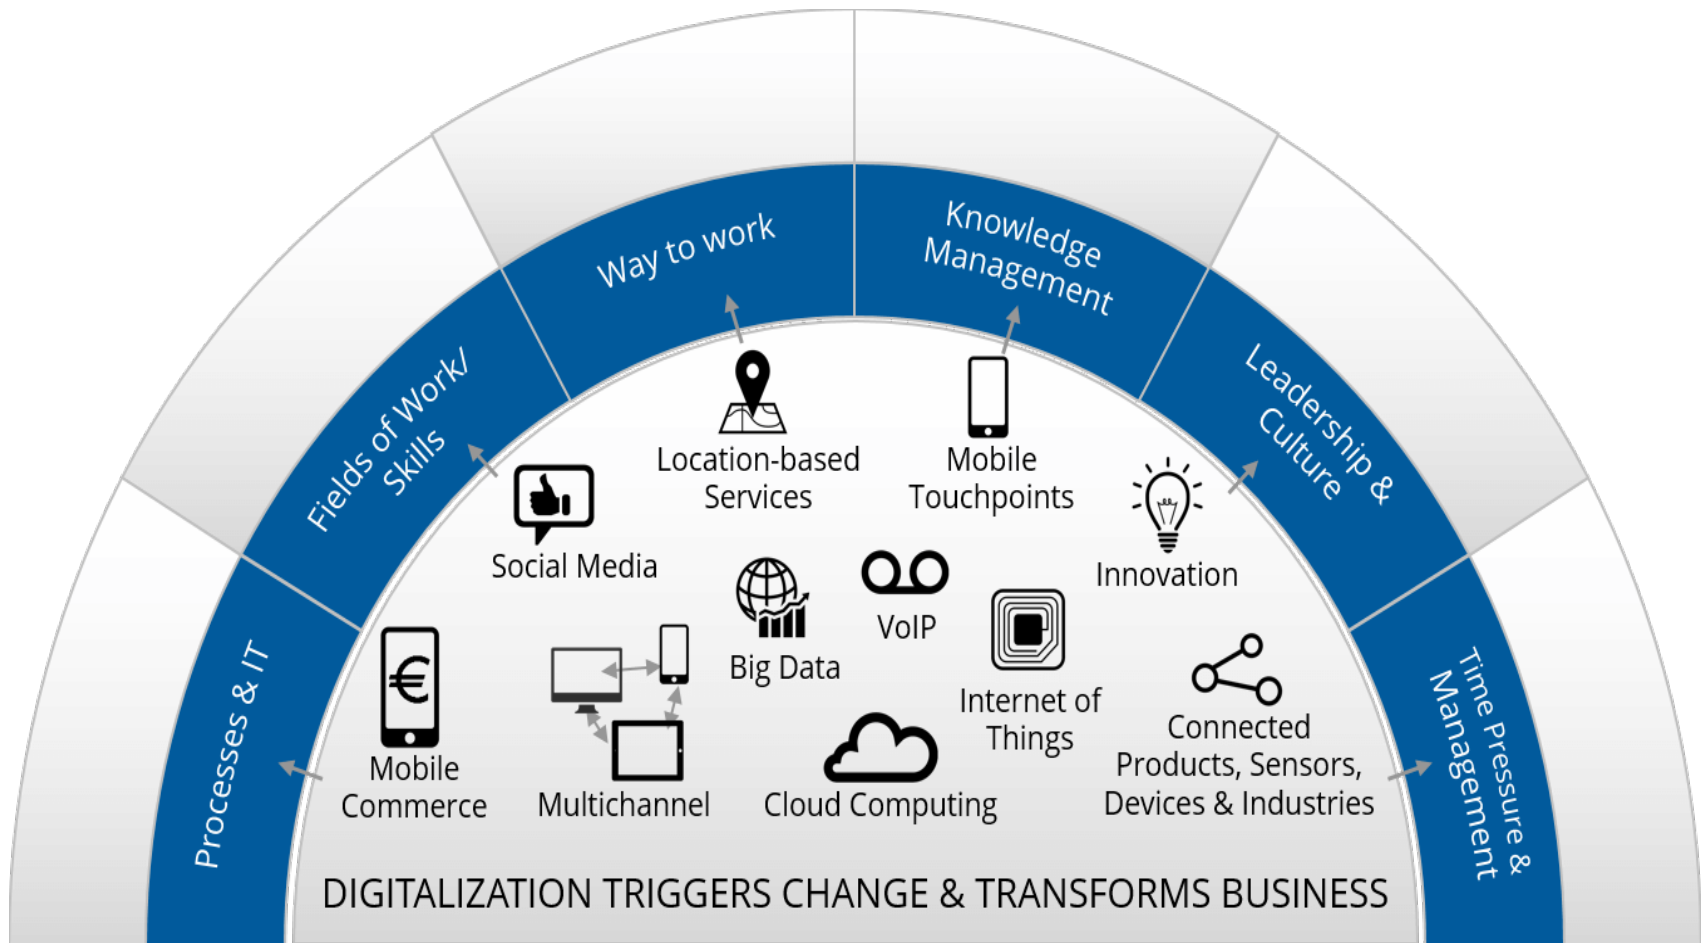 Way to work
Knowledge
Management
Fields of Work/
Skills
Leadership &
Culture
Processes & IT
Time Pressure &
Management
Location-based
Services
Mobile
Touchpoints
Social Media
Innovation
Big Data
VoIP
Internet of
Things
€
Mobile
Commerce
Multichannel
Cloud Computing
Connected
Products, Sensors,
Devices & Industries
DIGITALIZATION TRIGGERS CHANGE & TRANSFORMS BUSINESS